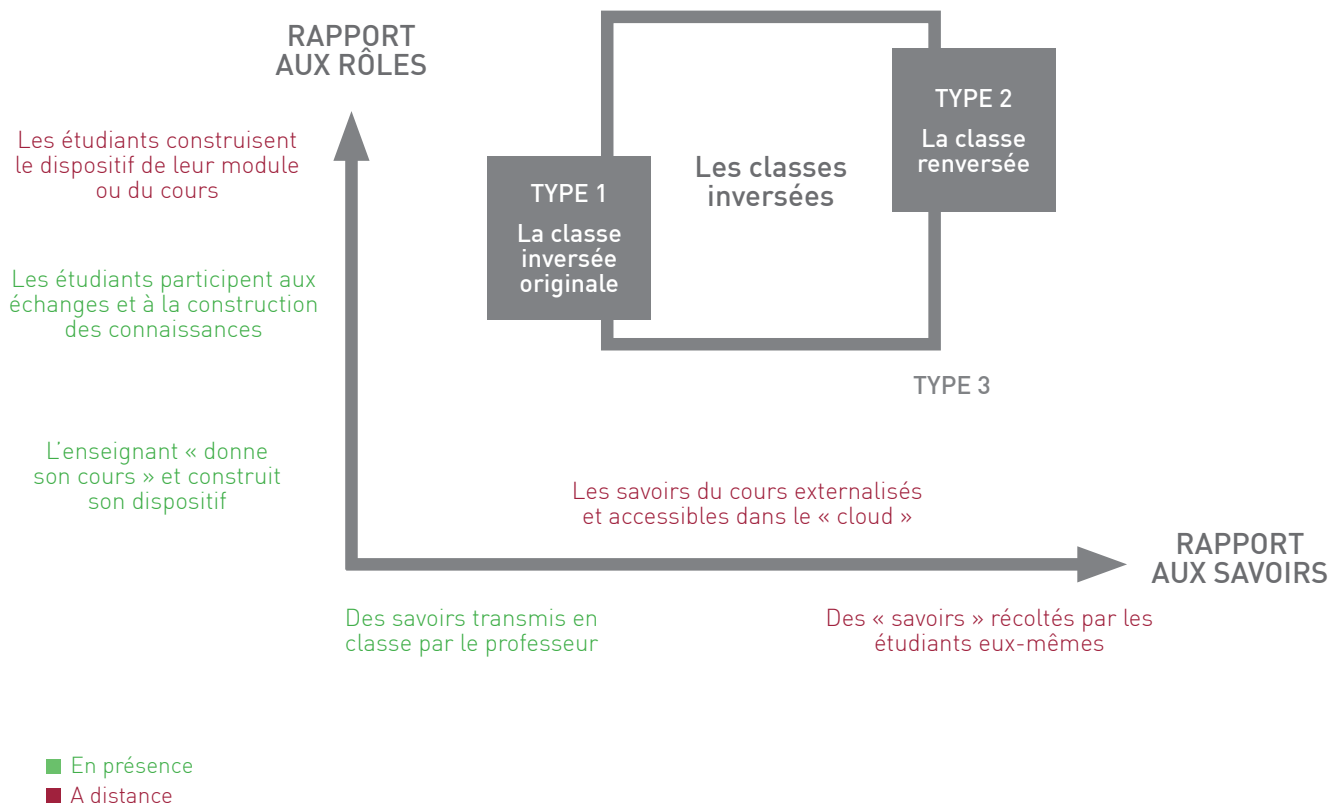 RAPPORT
AUX RÔLES
Les étudiants construisent
le dispositif de leur module
ou du cours
Les étudiants participent aux
échanges et à la construction
des connaissances
L'enseignant « donne
son cours » et construit
son dispositif
TYPE 1
La classe
inversée
originale
Les classes
inversées
TYPE 2
La classe
renversée
TYPE 3
Les savoirs du cours externalisés
et accessibles dans le « cloud »
RAPPORT
AUX SAVOIRS
Des savoirs transmis en
classe par le professeur
Des « savoirs » récoltés par les
étudiants eux-mêmes
En présence
A distance